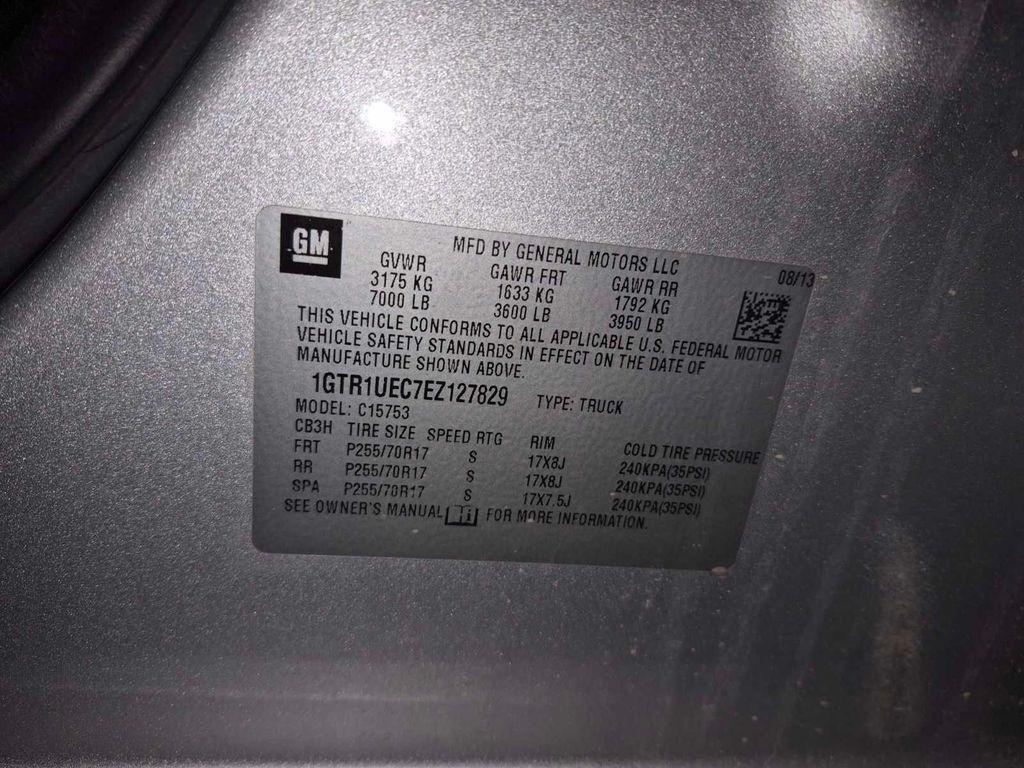 GM
MFD BY GENERAL MOTORS LLC 08/13
GVWR GAWR FRT GAWR RR
3175 KG 1633 KG 1792 KG
7000 LB 3600 LB 3950 LB
THIS VEHICLE CONFORMS TO ALL APPLICABLE U.S. FEDERAL MOTOR
VEHICLE SAFETY STANDARDS IN EFFECT ON THE DATE OF
MANUFACTURE SHOWN ABOVE.
1GTR1UEC7EZ127829 TYPE: TRUCK
MODEL: C15753
CB3H TIRE SIZE SPEED RTG RIM COLD TIRE PRESSURE
FRT P255/70R17 S 17X8J 240KPA(35PSI)
RR P255/70R17 S 17X8J 240KPA(35PSI)
SPA P255/70R17 S 17X7.5J 240KPA(35PSI)
SEE OWNER'S MANUAL FOR MORE INFORMATION.